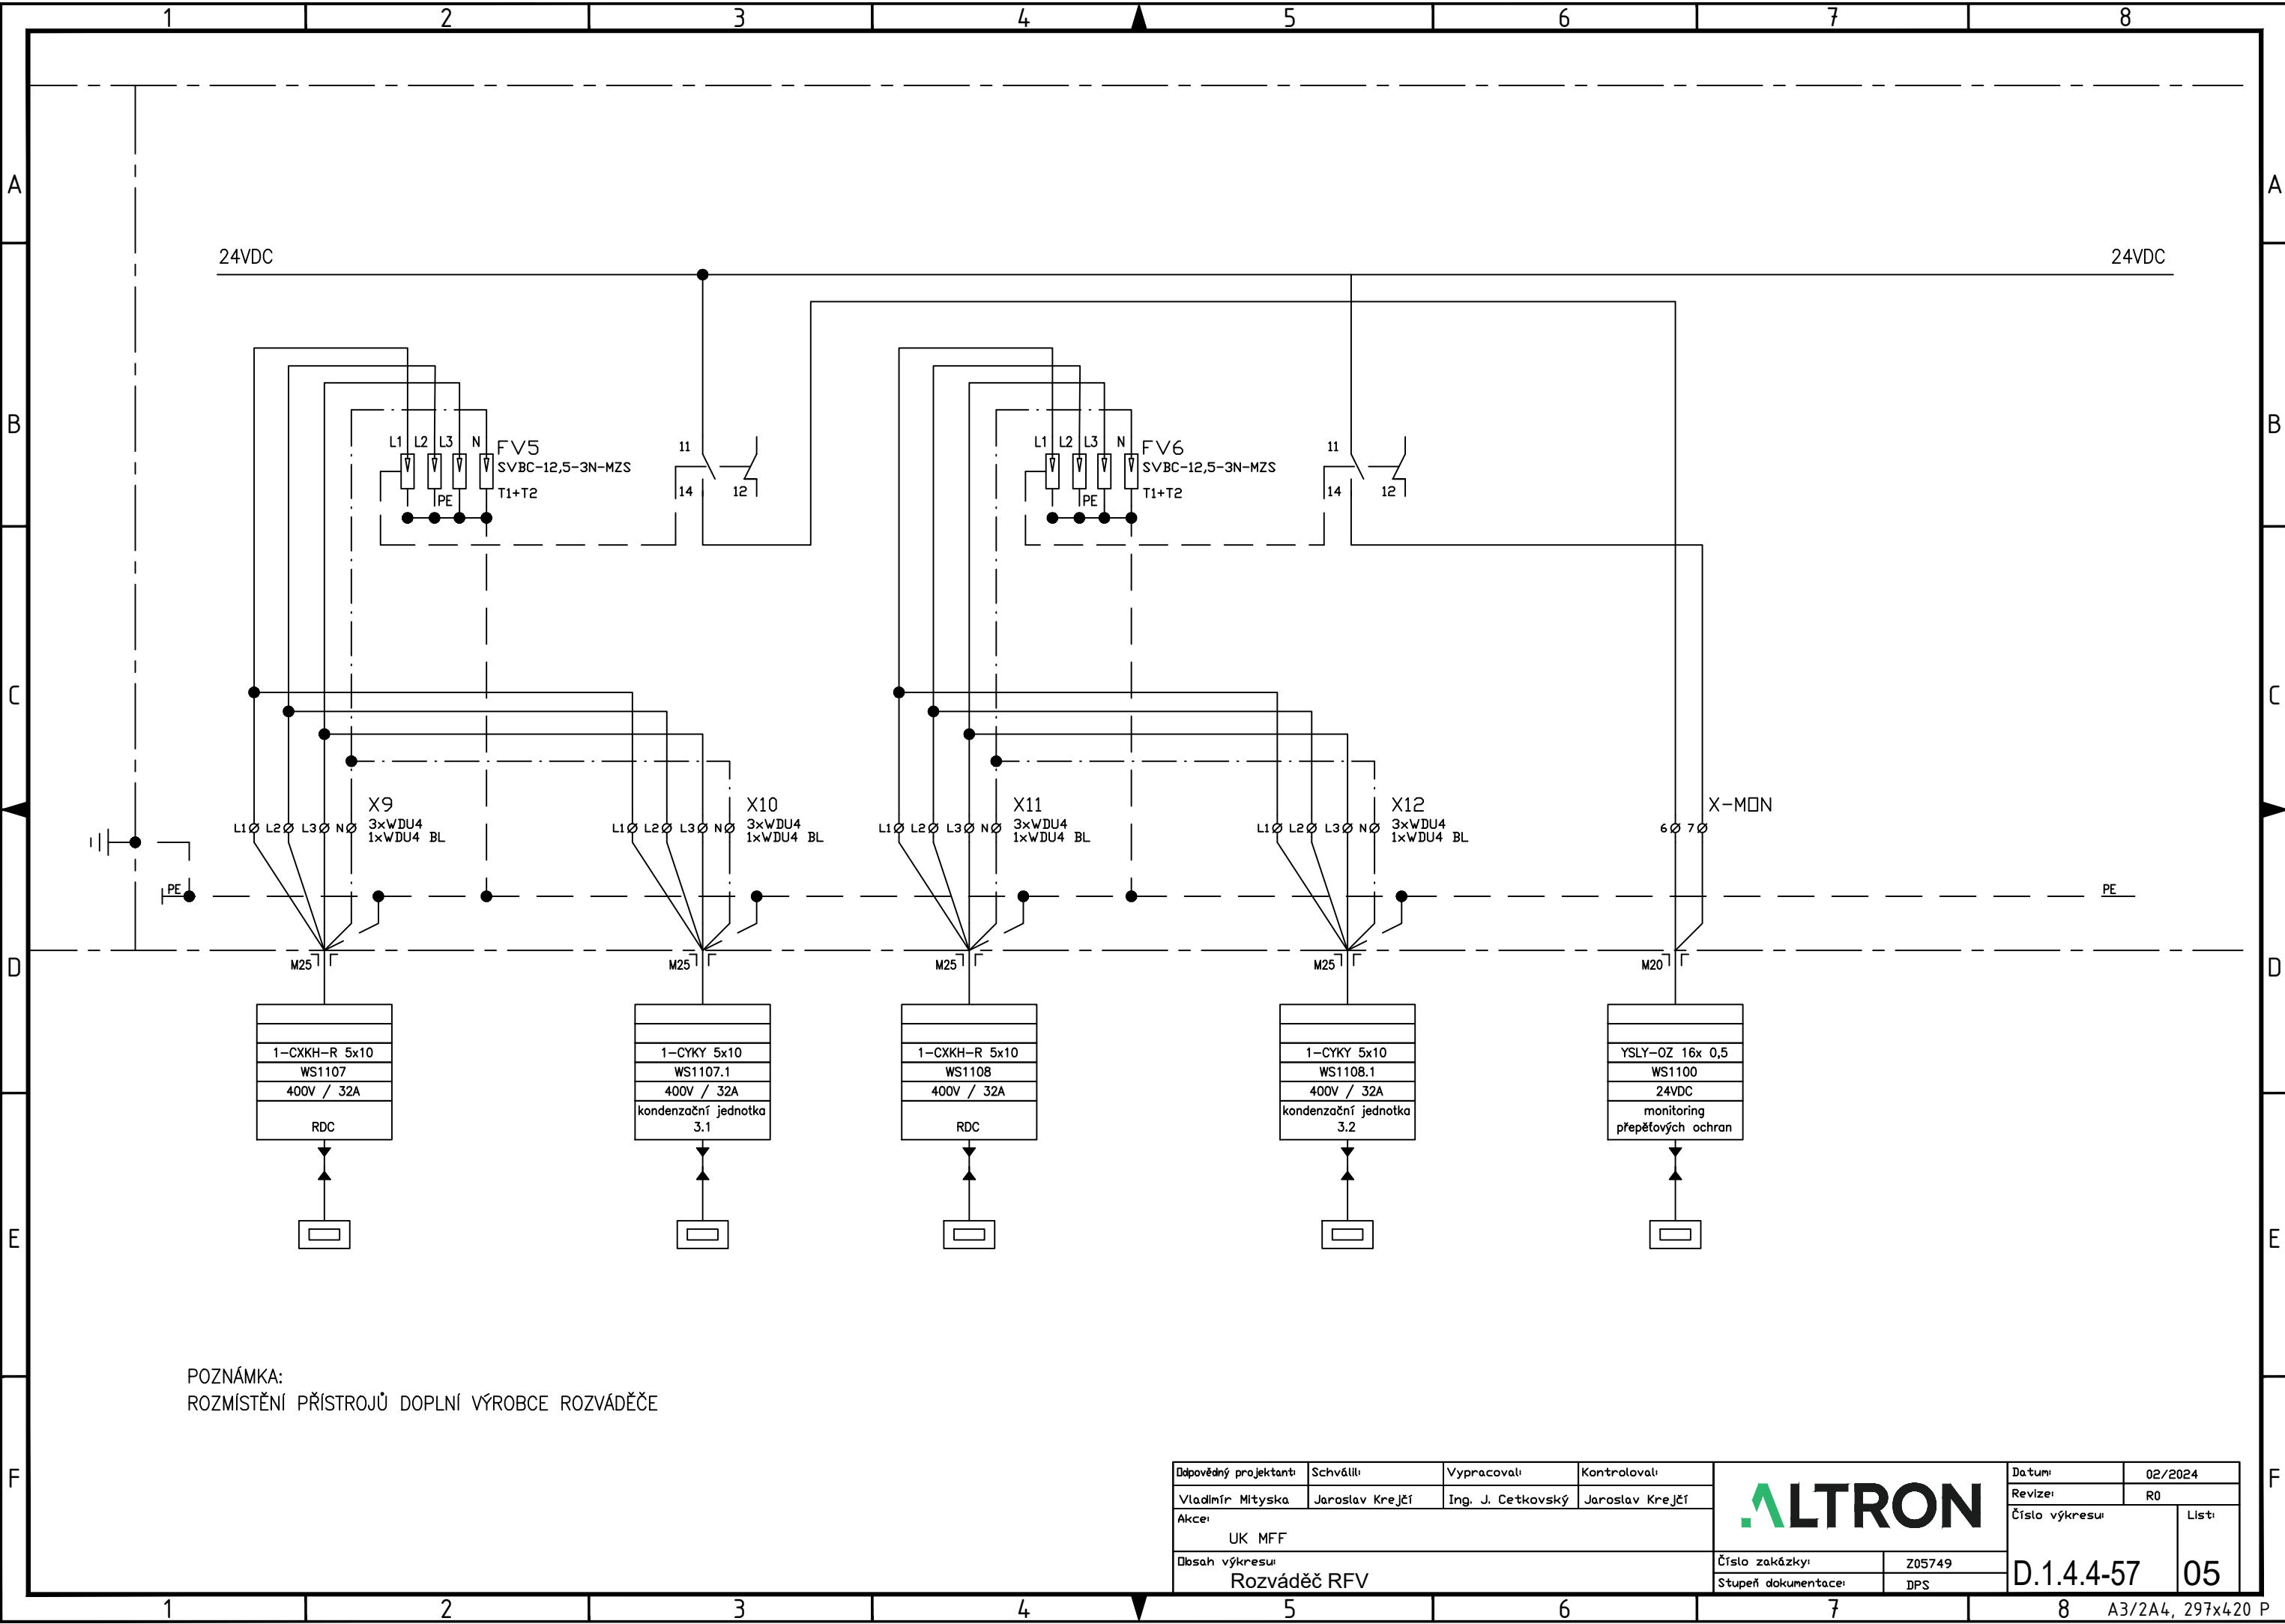 1 2 3 4 5 6 7 8
A A
24VDC 24VDC
B B
L1 L2 L3 N FV5
SVBC-12,5-3N-MZS
PE T1+T2
11
14 12
L1 L2 L3 N FV6
SVBC-12,5-3N-MZS
PE T1+T2
11
14 12
C C
L1 L2 L3 N X9
3xWDU4
1xWDU4 BL
L1 L2 L3 N X10
3xWDU4
1xWDU4 BL
L1 L2 L3 N X11
3xWDU4
1xWDU4 BL
L1 L2 L3 N X12
3xWDU4
1xWDU4 BL
6 7 X-MON
PE PE
D D
M25 M25 M25 M25 M20
1-CXKH-R 5x10
WS1107
400V / 32A
RDC
1-CYKY 5x10
WS1107.1
400V / 32A
kondenzační jednotka
3.1
1-CXKH-R 5x10
WS1108
400V / 32A
RDC
1-CYKY 5x10
WS1108.1
400V / 32A
kondenzační jednotka
3.2
YSLY-OZ 16x 0,5
WS1100
24VDC
monitoring
přepěťových ochran
E E
POZNÁMKA:
ROZMÍSTĚNÍ PŘÍSTROJŮ DOPLNÍ VÝROBCE ROZVÁDĚČE
F F
Odpovědný projektant: Schválil: Vypracoval: Kontroloval:
Vladimír Mityska Jaroslav Krejčí Ing. J. Cetkovský Jaroslav Krejčí
Akce:
UK MFF
Obsah výkresu:
Rozváděč RFV
ALTRON
Číslo zakázky: Z05749
Stupeň dokumentace: DPS
Datum: 02/2024
Revize: R0
Číslo výkresu: List:
D.1.4.4-57 05
1 2 3 4 5 6 7 8 A3/2A4, 297x420 P